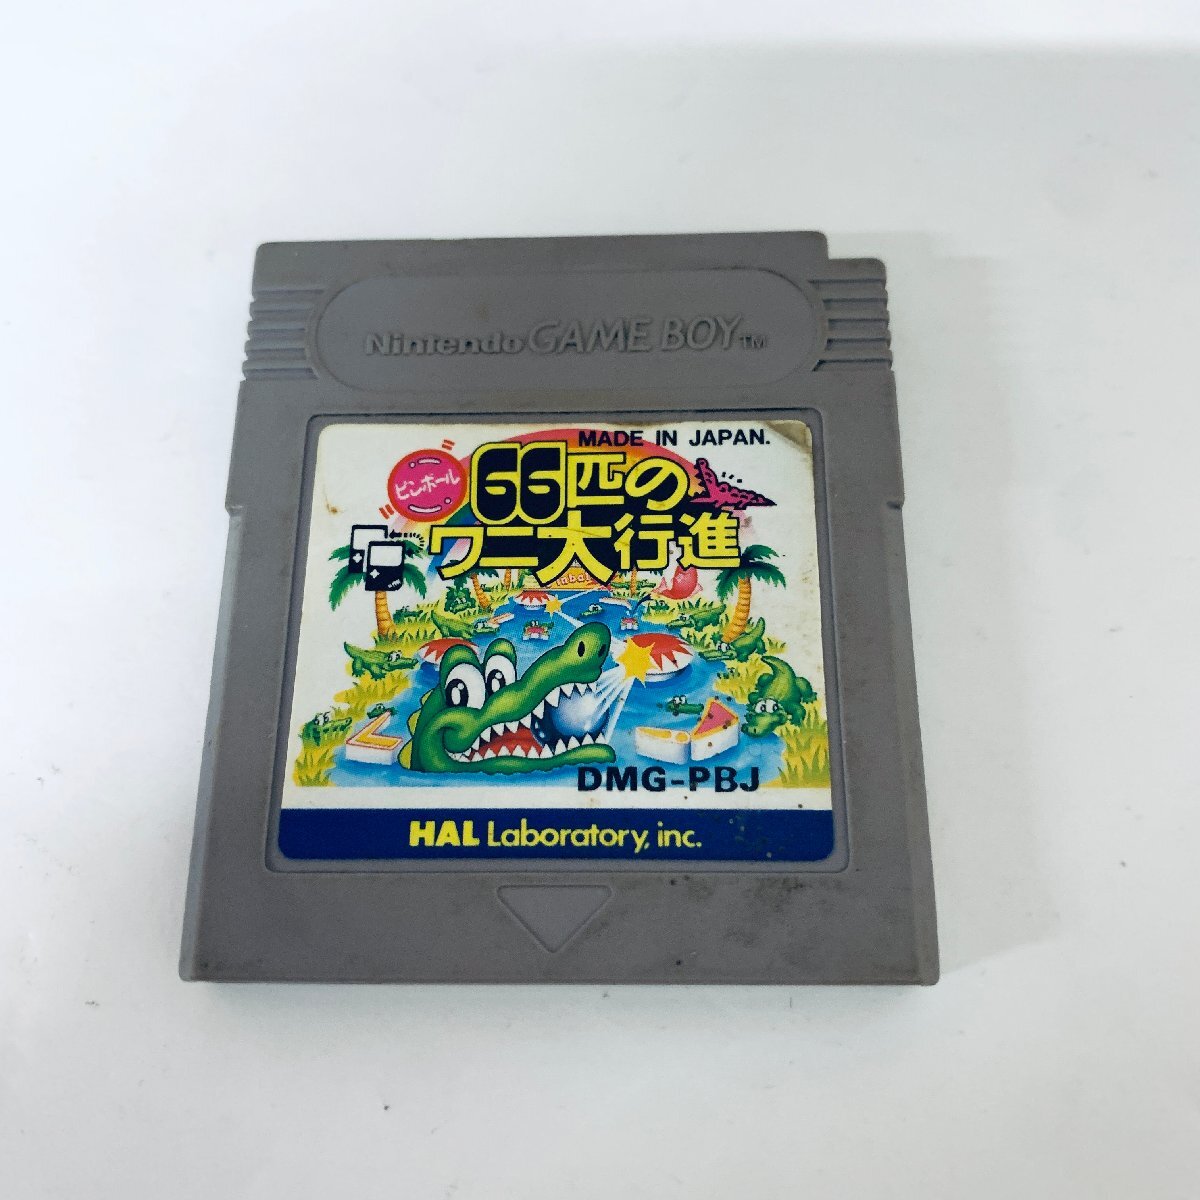 Nintendo GAME BOY TM
MADE IN JAPAN.
ピンボール
66匹の
ワニ大行進
DMG-PBJ
HAL Laboratory, inc.